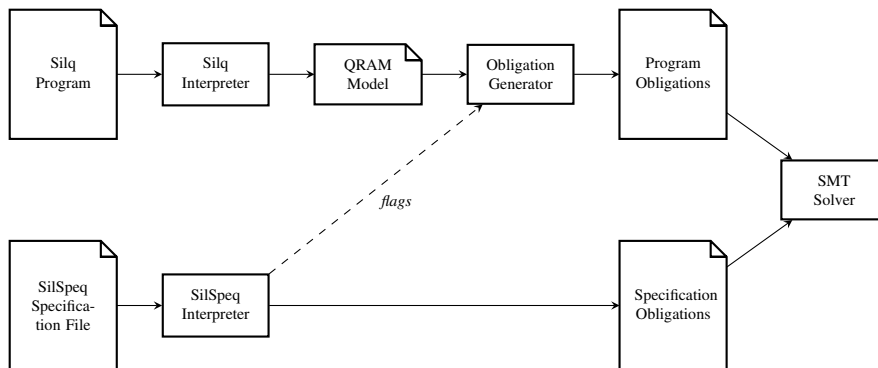 Silq
Program
Silq
Interpreter
QRAM
Model
Obligation
Generator
Program
Obligations
SMT
Solver
flags
SilSpeq
Specifica-
tion File
SilSpeq
Interpreter
Specification
Obligations